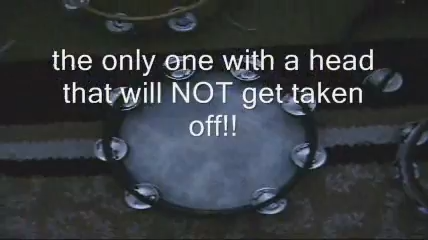 the only one with a head
that will NOT get taken
off!!